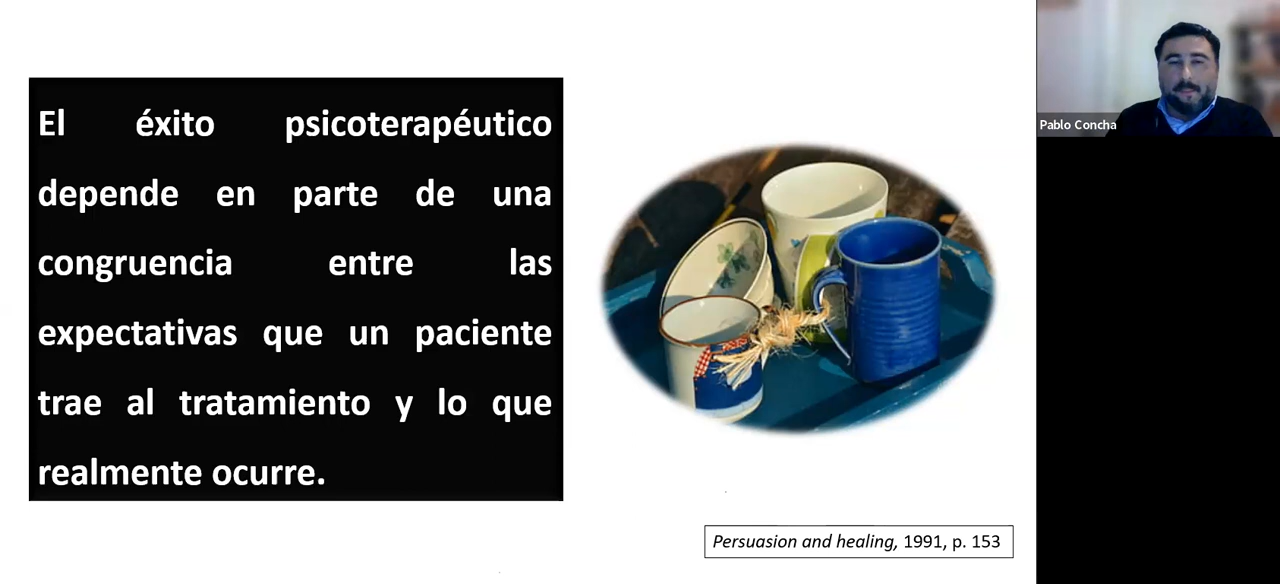 El éxito psicoterapéutico
depende en parte de una
congruencia entre las
expectativas que un paciente
trae al tratamiento y lo que
realmente ocurre.
Persuasion and healing, 1991, p. 153
Pablo Concha